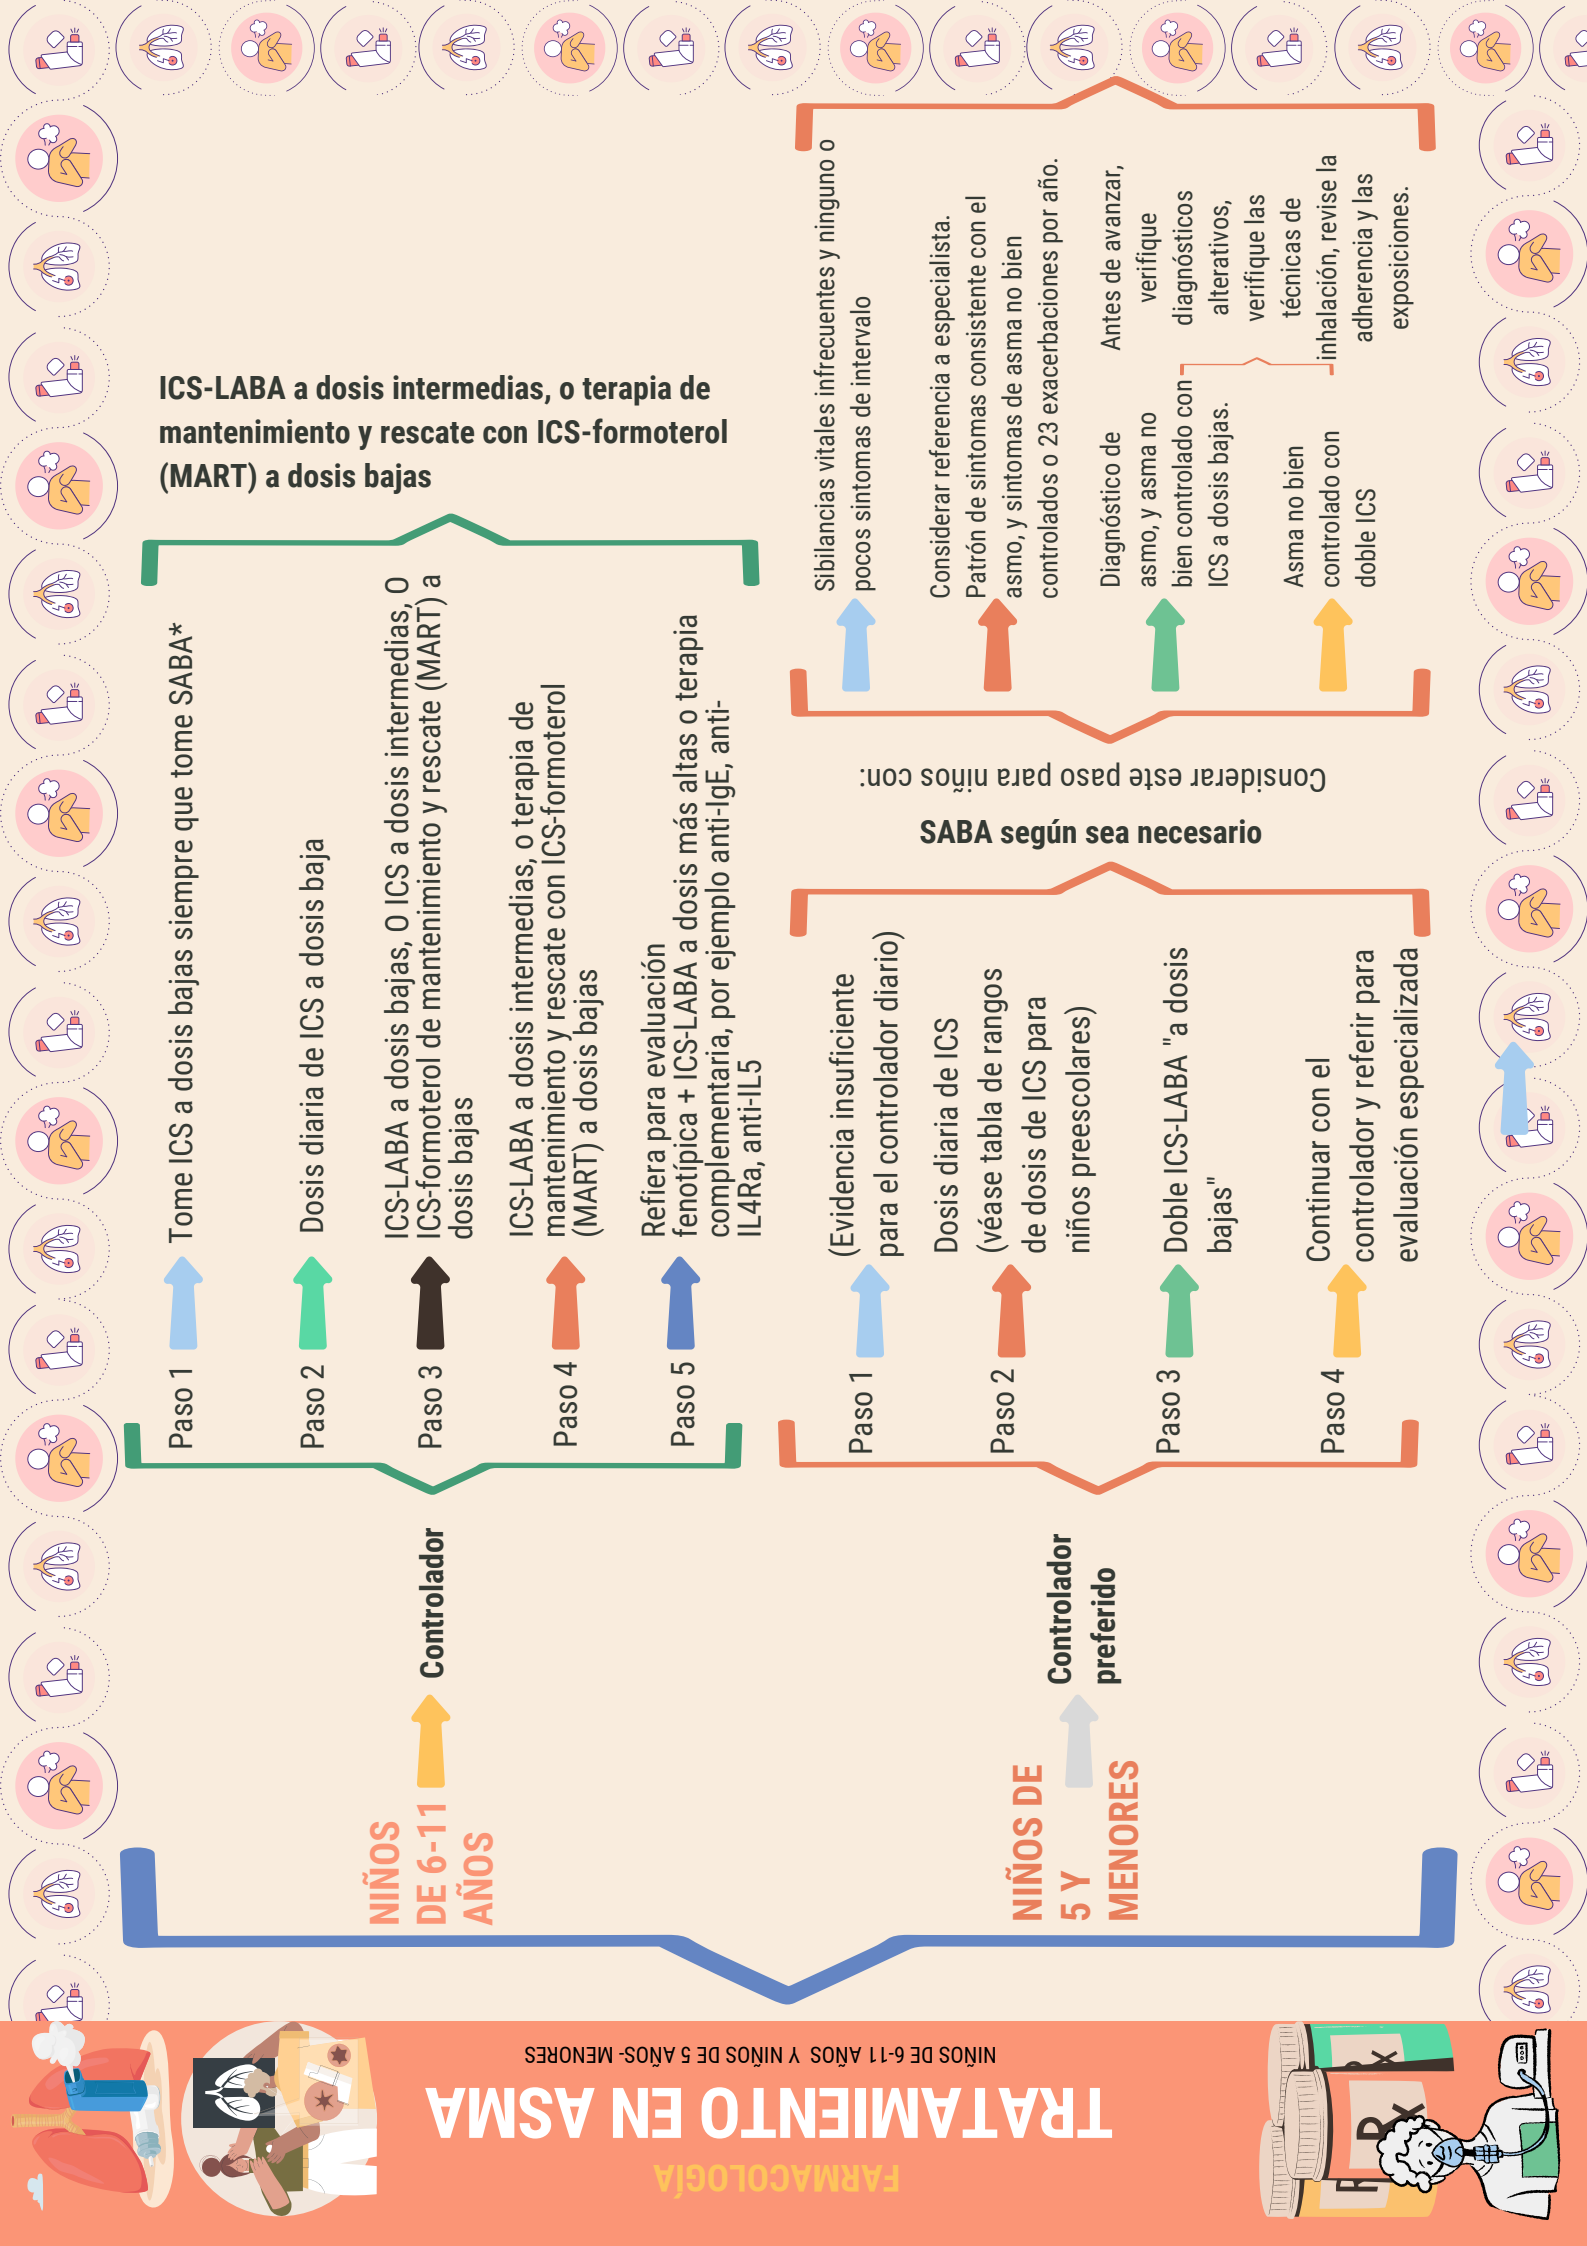 FARMACOLOGÍA
TRATAMIENTO EN ASMA
NIÑOS DE 6-11 AÑOS Y NIÑOS DE 5 AÑOS- MENORES
NIÑOS
DE 6-11
AÑOS
Controlador
Paso 1
Tome ICS a dosis bajas siempre que tome SABA*
Paso 2
Dosis diaria de ICS a dosis baja
Paso 3
ICS-LABA a dosis bajas, O ICS a dosis intermedias, O
ICS-formoterol de mantenimiento y rescate (MART) a
dosis bajas
Paso 4
ICS-LABA a dosis intermedias, o terapia de
mantenimiento y rescate con ICS-formoterol
(MART) a dosis bajas
Paso 5
Refiera para evaluación
fenotípica + ICS-LABA a dosis más altas o terapia
complementaria, por ejemplo anti-IgE, anti-
IL4Ra, anti-IL5
ICS-LABA a dosis intermedias, o terapia de
mantenimiento y rescate con ICS-formoterol
(MART) a dosis bajas
NIÑOS DE
5 Y
MENORES
Controlador
preferido
Paso 1
(Evidencia insuficiente
para el controlador diario)
Paso 2
Dosis diaria de ICS
(véase tabla de rangos
de dosis de ICS para
niños preescolares)
Paso 3
Doble ICS-LABA "a dosis
bajas"
Paso 4
Continuar con el
controlador y referir para
evaluación especializada
SABA según sea necesario
Considerar este paso para niños con:
Sibilancias vitales infrecuentes y ninguno o
pocos sintomas de intervalo
Considerar referencia a especialista.
Patrón de sintomas consistente con el
asmo, y sintomas de asma no bien
controlados o 23 exacerbaciones por año.
Diagnóstico de
asmo, y asma no
bien controlado con
ICS a dosis bajas.
Asma no bien
controlado con
doble ICS
Antes de avanzar,
verifique
diagnósticos
alterativos,
verifique las
técnicas de
inhalación, revise la
adherencia y las
exposiciones.
Rx